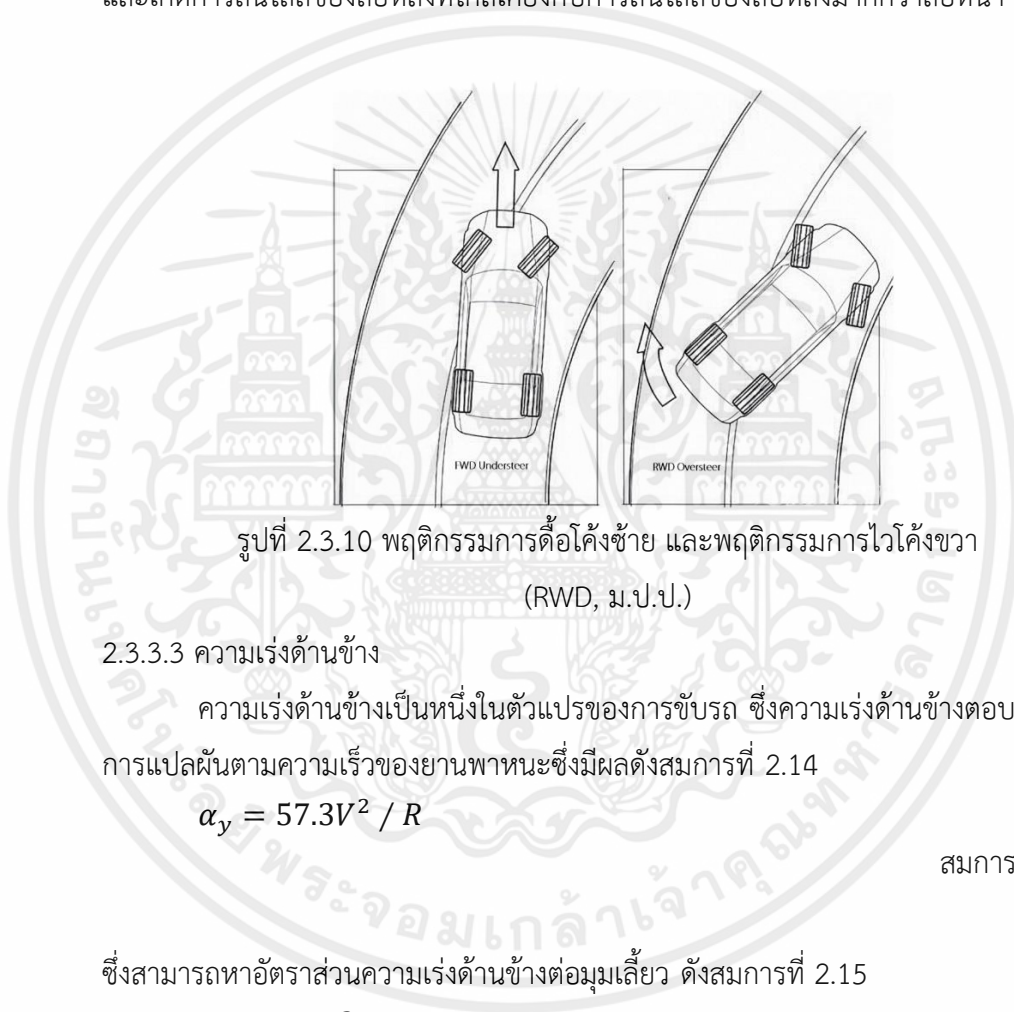 FWD Understeer
RWD Oversteer
รูปที่ 2.3.10 พฤติกรรมการดื้อโค้งซ้าย และพฤติกรรมการไวโค้งขวา
(RWD, ม.ป.ป.)
2.3.3.3 ความเร่งด้านข้าง
ความเร่งด้านข้างเป็นหนึ่งในตัวแปรของการขับรถ ซึ่งความเร่งด้านข้างตอบ
การแปลผันตามความเร็วของยานพาหนะซึ่งมีผลดังสมการที่ 2.14
α_y = 57.3V² / R
สมการ
ซึ่งสามารถหาอัตราส่วนความเร่งด้านข้างต่อมุมเลี้ยว ดังสมการที่ 2.15